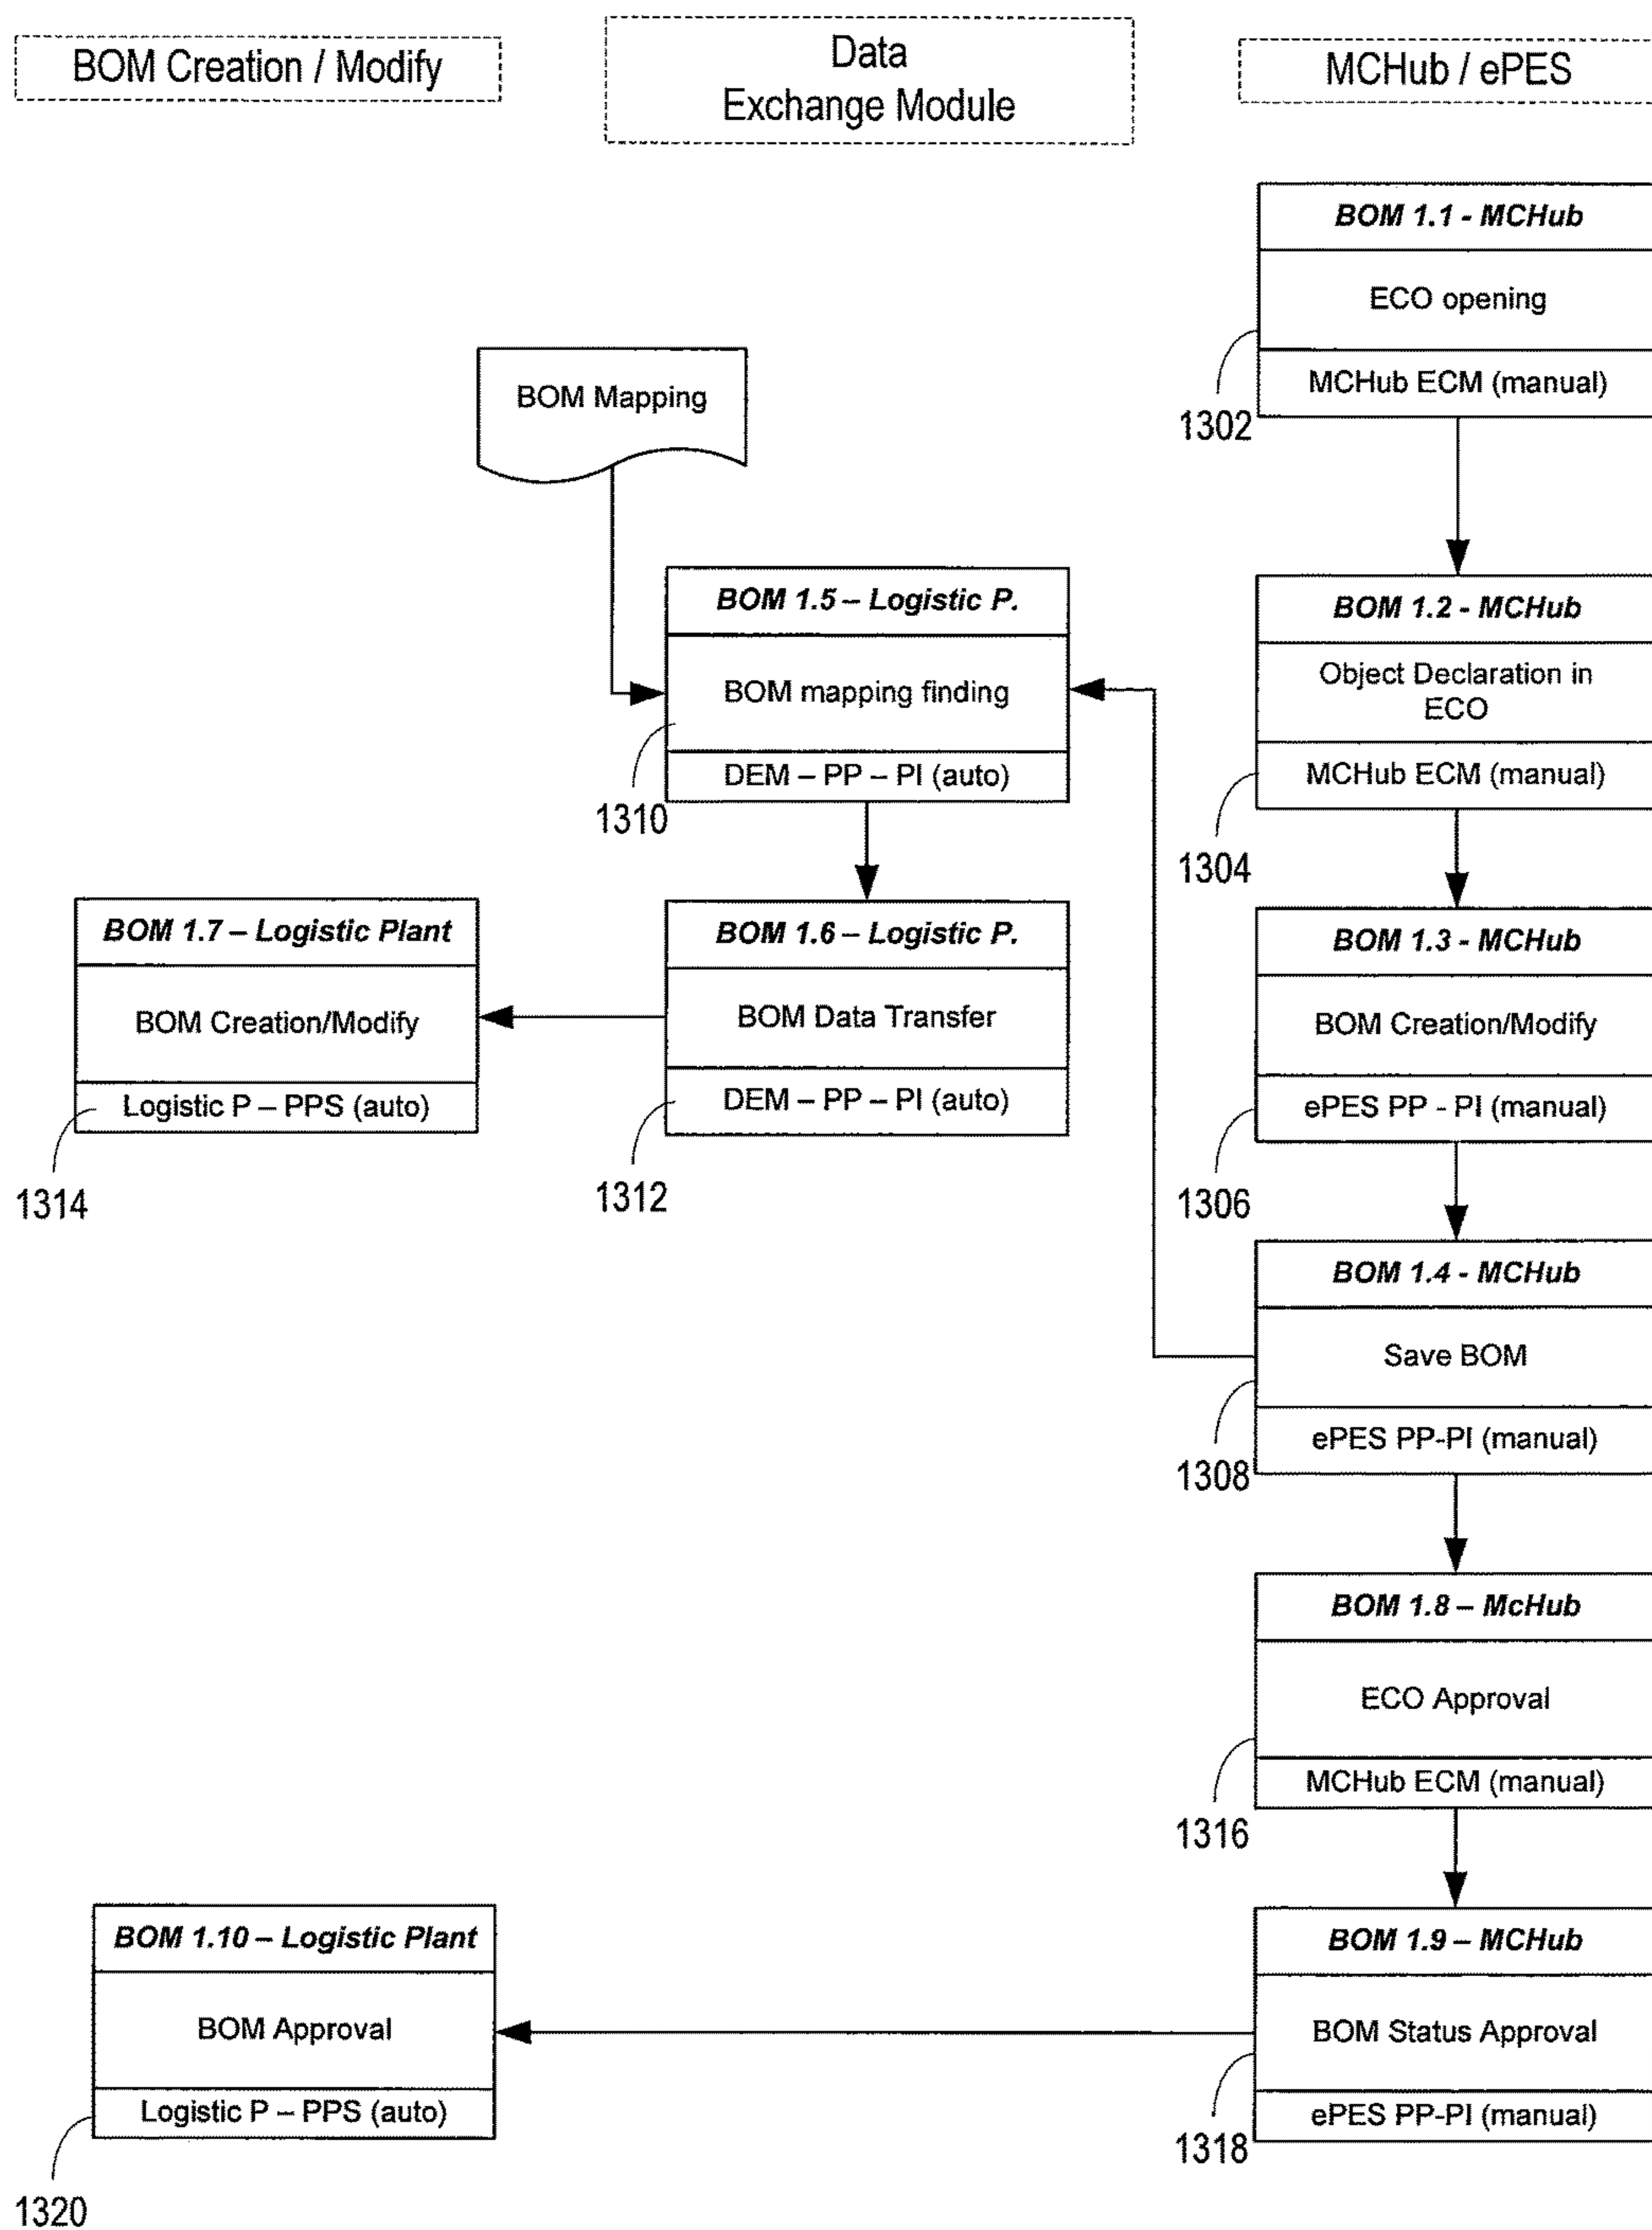 BOM Creation / Modify
Data
Exchange Module
MCHub / ePES
BOM 1.1 - MCHub
ECO opening
MCHub ECM (manual)
1302
BOM Mapping
BOM 1.5 – Logistic P.
BOM mapping finding
DEM – PP – PI (auto)
1310
BOM 1.2 - MCHub
Object Declaration in
ECO
MCHub ECM (manual)
1304
BOM 1.7 – Logistic Plant
BOM Creation/Modify
Logistic P – PPS (auto)
1314
BOM 1.6 – Logistic P.
BOM Data Transfer
DEM – PP – PI (auto)
1312
BOM 1.3 - MCHub
BOM Creation/Modify
ePES PP - PI (manual)
1306
BOM 1.4 - MCHub
Save BOM
ePES PP-PI (manual)
1308
BOM 1.8 – McHub
ECO Approval
MCHub ECM (manual)
1316
BOM 1.10 – Logistic Plant
BOM Approval
Logistic P – PPS (auto)
1320
BOM 1.9 – MCHub
BOM Status Approval
ePES PP-PI (manual)
1318